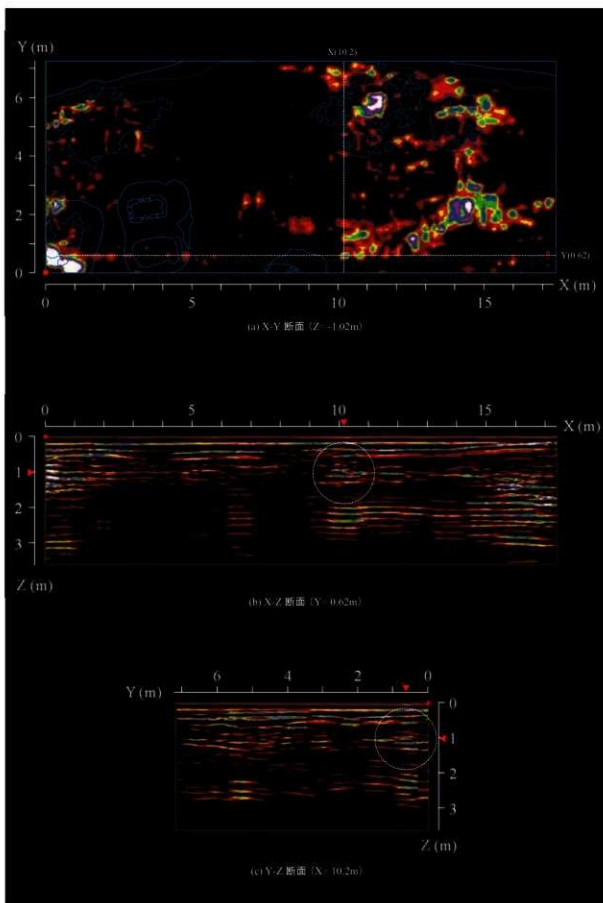 Y (m)
X(10.2)
6
4
2
0
Y(0.62)
0 5 10 15
X (m)
(a) X-Y 断面 (Z=-1.02m)
0 5 10 15
X (m)
0
1
2
3
Z (m)
(b) X-Z 断面 (Y= 0.62m)
6 4 2 0
Y (m)
0
1
2
3
Z (m)
(c) Y-Z 断面 (X= 10.2m)